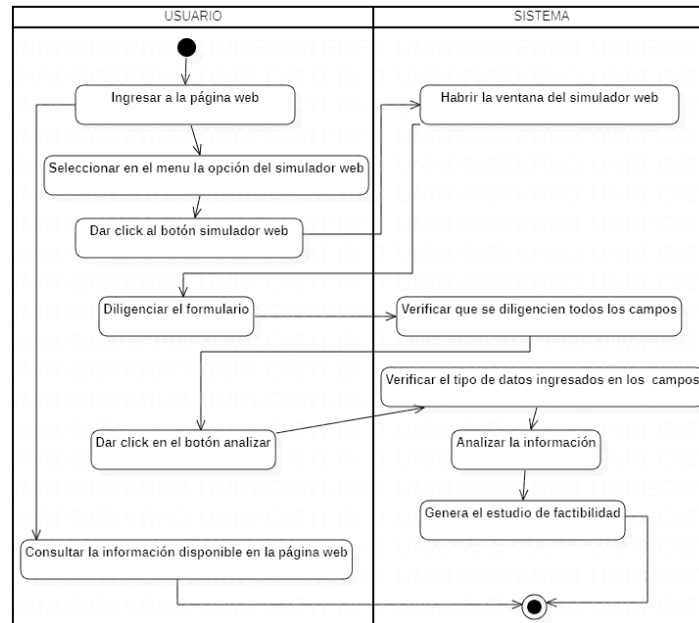 USUARIO
SISTEMA
Ingresar a la página web
Habrir la ventana del simulador web
Seleccionar en el menu la opción del simulador web
Dar click al botón simulador web
Diligenciar el formulario
Verificar que se diligencien todos los campos
Verificar el tipo de datos ingresados en los campos
Dar click en el botón analizar
Analizar la información
Genera el estudio de factibilidad
Consultar la información disponible en la página web